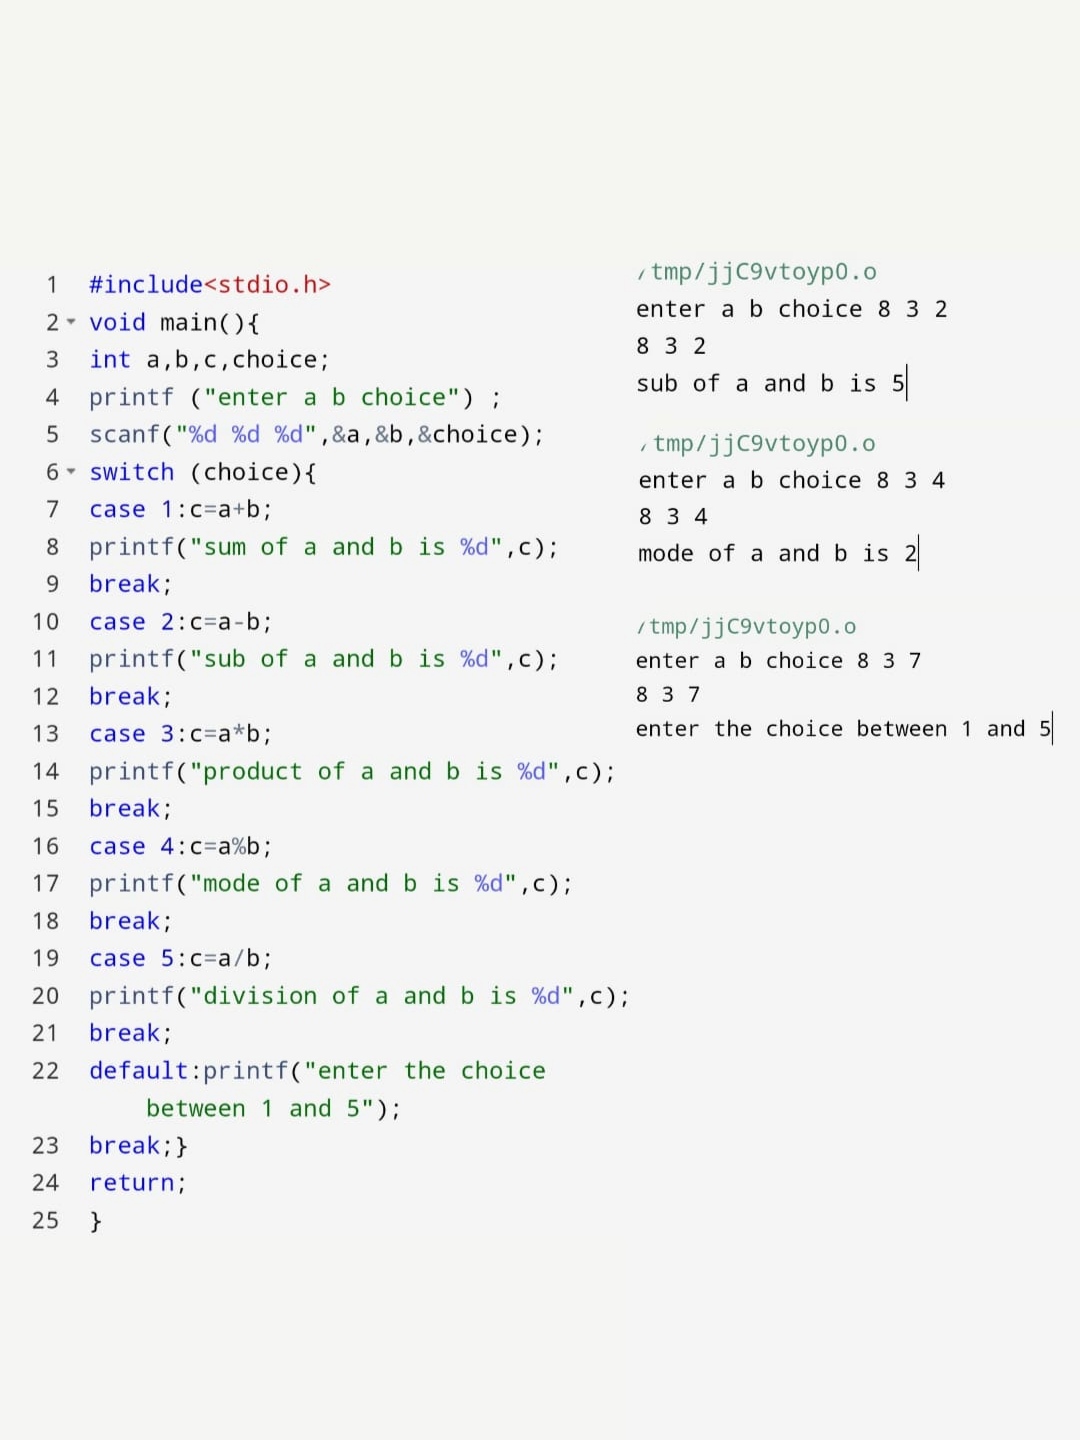 1 #include<stdio.h>
2 void main(){
3 int a,b,c,choice;
4 printf ("enter a b choice") ;
5 scanf("%d %d %d",&a,&b,&choice);
6 switch (choice){
7 case 1:c=a+b;
8 printf("sum of a and b is %d",c);
9 break;
10 case 2:c=a-b;
11 printf("sub of a and b is %d",c);
12 break;
13 case 3:c=a*b;
14 printf("product of a and b is %d",c);
15 break;
16 case 4:c=a%b;
17 printf("mode of a and b is %d",c);
18 break;
19 case 5:c=a/b;
20 printf("division of a and b is %d",c);
21 break;
22 default:printf("enter the choice
between 1 and 5");
23 break;}
24 return;
25 }
/tmp/jjC9vtoyp0.o
enter a b choice 8 3 2
8 3 2
sub of a and b is 5
/tmp/jjC9vtoyp0.o
enter a b choice 8 3 4
8 3 4
mode of a and b is 2
/tmp/jjC9vtoyp0.o
enter a b choice 8 3 7
8 3 7
enter the choice between 1 and 5